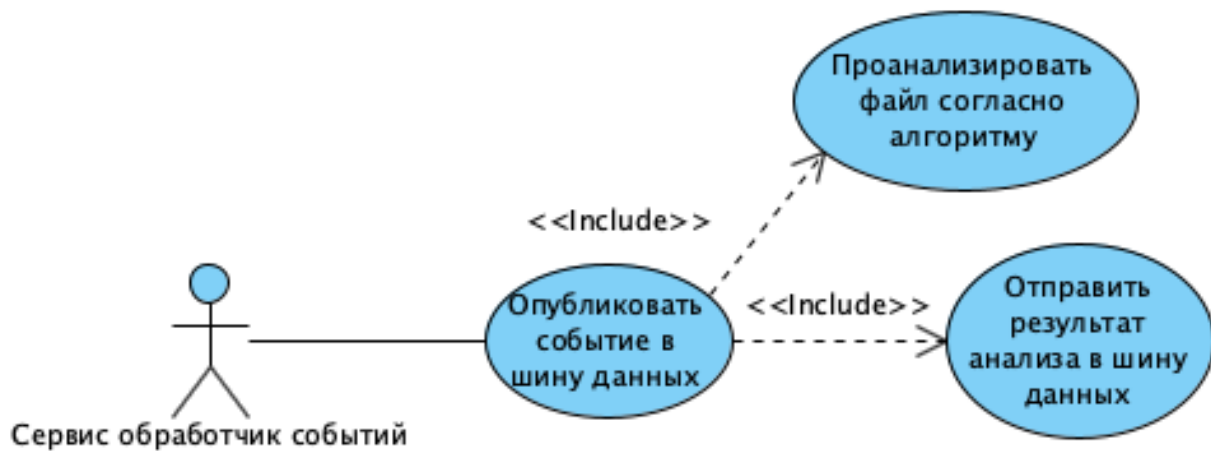 Проанализировать
файл согласно
алгоритму
<<Include>>
Опубликовать
событие в
шину данных
<<Include>>
Отправить
результат
анализа в шину
данных
Сервис обработчик событий